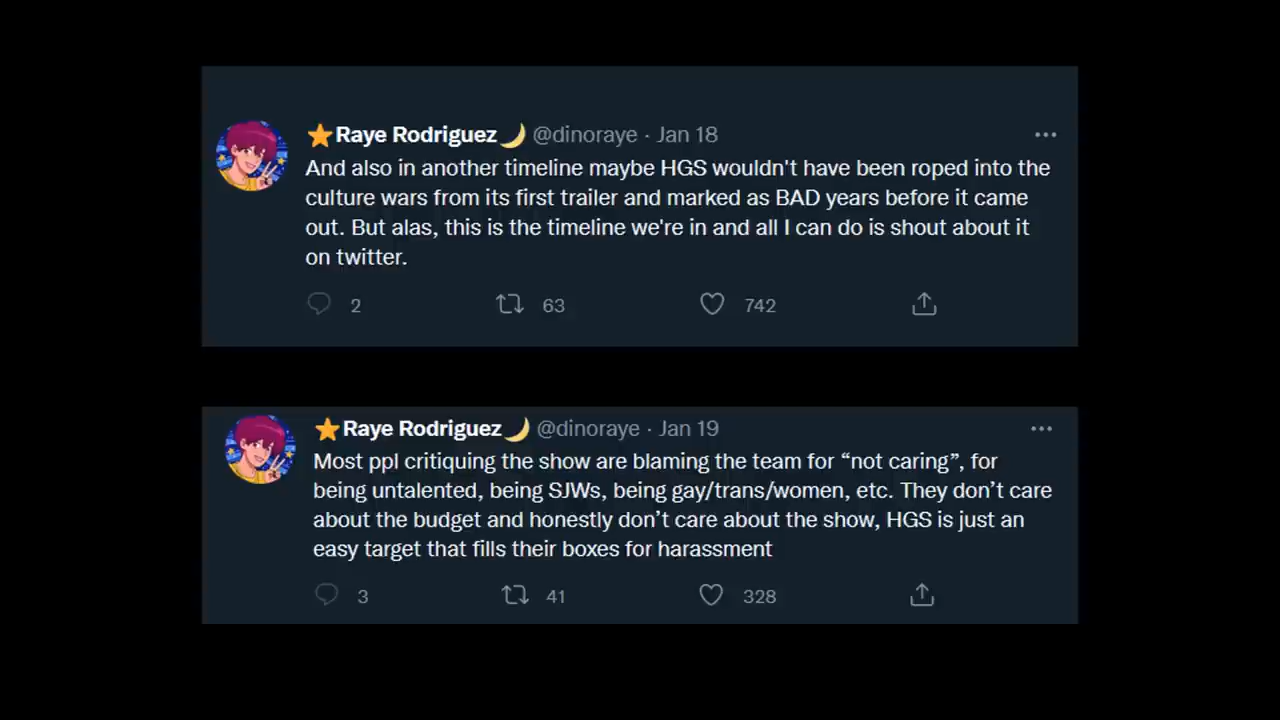 ⭐Raye Rodriguez🌙 @dinoraye · Jan 18
And also in another timeline maybe HGS wouldn't have been roped into the
culture wars from its first trailer and marked as BAD years before it came
out. But alas, this is the timeline we're in and all I can do is shout about it
on twitter.
2 63 742
⭐Raye Rodriguez🌙 @dinoraye · Jan 19
Most ppl critiquing the show are blaming the team for “not caring”, for
being untalented, being SJWs, being gay/trans/women, etc. They don’t care
about the budget and honestly don’t care about the show, HGS is just an
easy target that fills their boxes for harassment
3 41 328